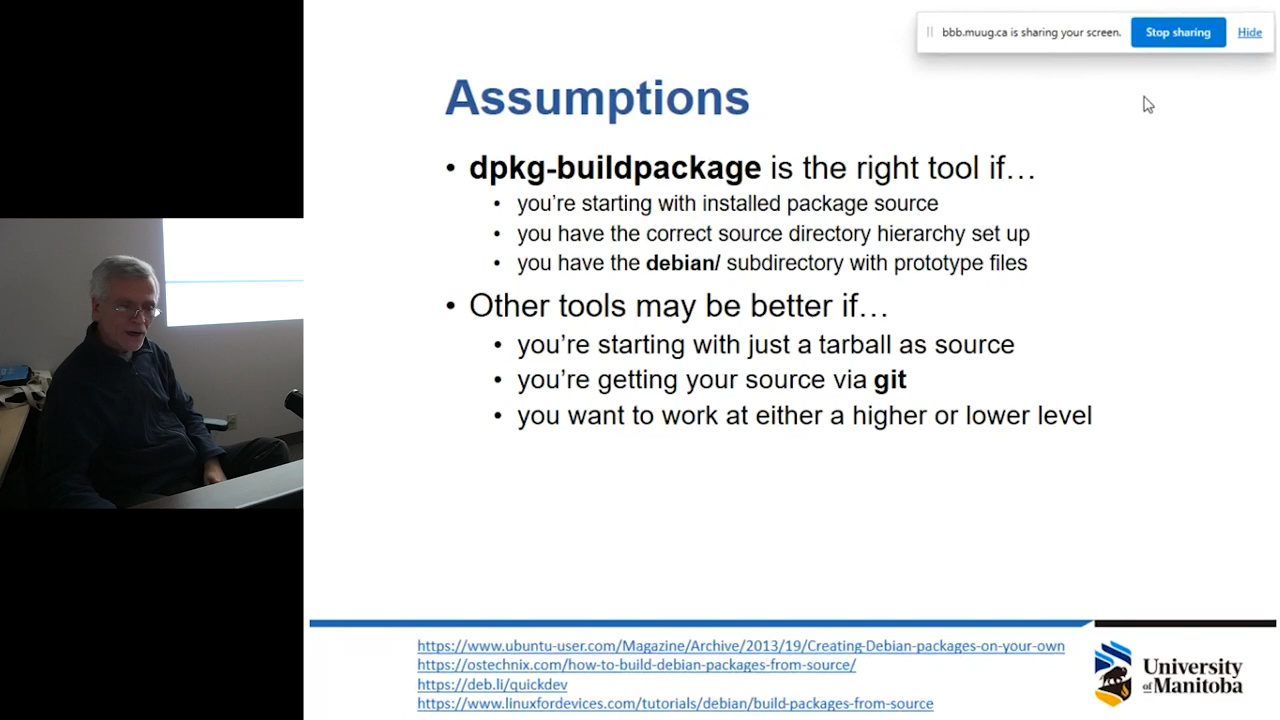 bbb.muug.ca is sharing your screen. Stop sharing Hide
Assumptions
• dpkg-buildpackage is the right tool if…
• you're starting with installed package source
• you have the correct source directory hierarchy set up
• you have the debian/ subdirectory with prototype files
• Other tools may be better if…
• you're starting with just a tarball as source
• you're getting your source via git
• you want to work at either a higher or lower level
https://www.ubuntu-user.com/Magazine/Archive/2013/19/Creating-Debian-packages-on-your-own
https://ostechnix.com/how-to-build-debian-packages-from-source/
https://deb.li/quickdev
https://www.linuxfordevices.com/tutorials/debian/build-packages-from-source
University
of Manitoba